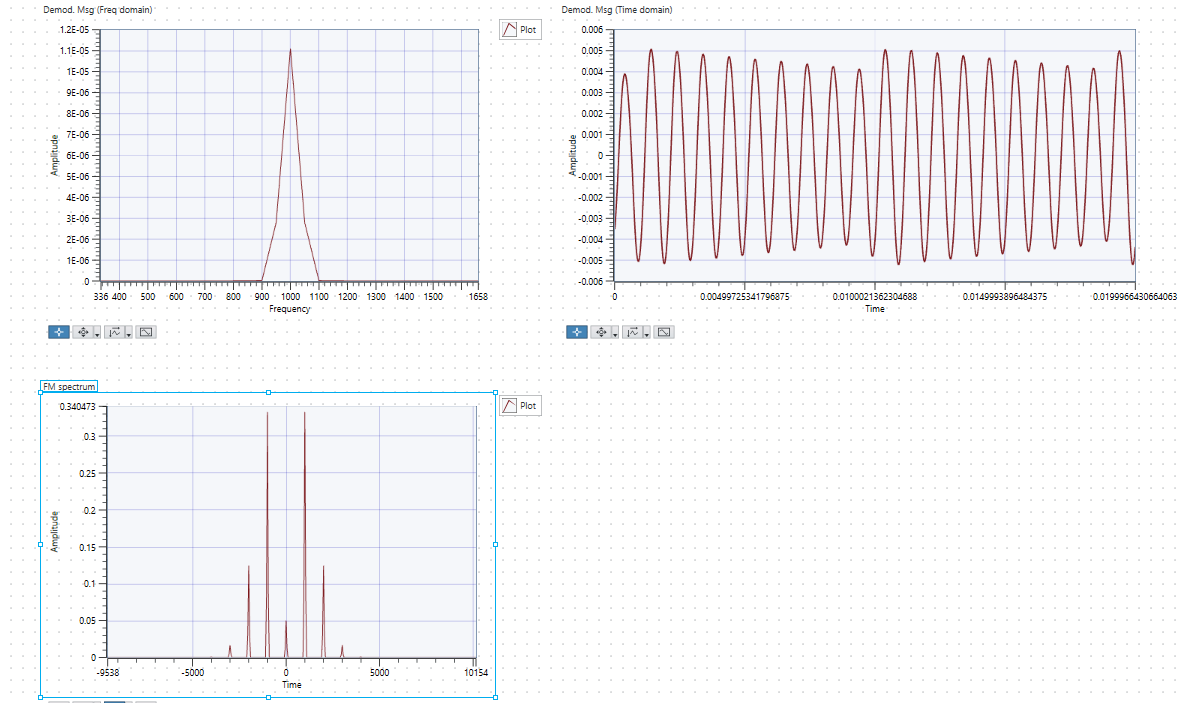 Demod. Msg (Freq domain)
Plot
1.2E-05
1.1E-05
1E-05
9E-06
8E-06
7E-06
6E-06
5E-06
4E-06
3E-06
2E-06
1E-06
0
Amplitude
336 400 500 600 700 800 900 1000 1100 1200 1300 1400 1500 1658
Frequency
Demod. Msg (Time domain)
0.006
0.005
0.004
0.003
0.002
0.001
0
-0.001
-0.002
-0.003
-0.004
-0.005
-0.006
Amplitude
0 0.00499725341796875 0.0100021362304688 0.0149993896484375 0.0199966430664063
Time
FM spectrum
Plot
0.340473
0.3
0.25
0.2
0.15
0.1
0.05
0
Amplitude
-9538 -5000 0 5000 10154
Time